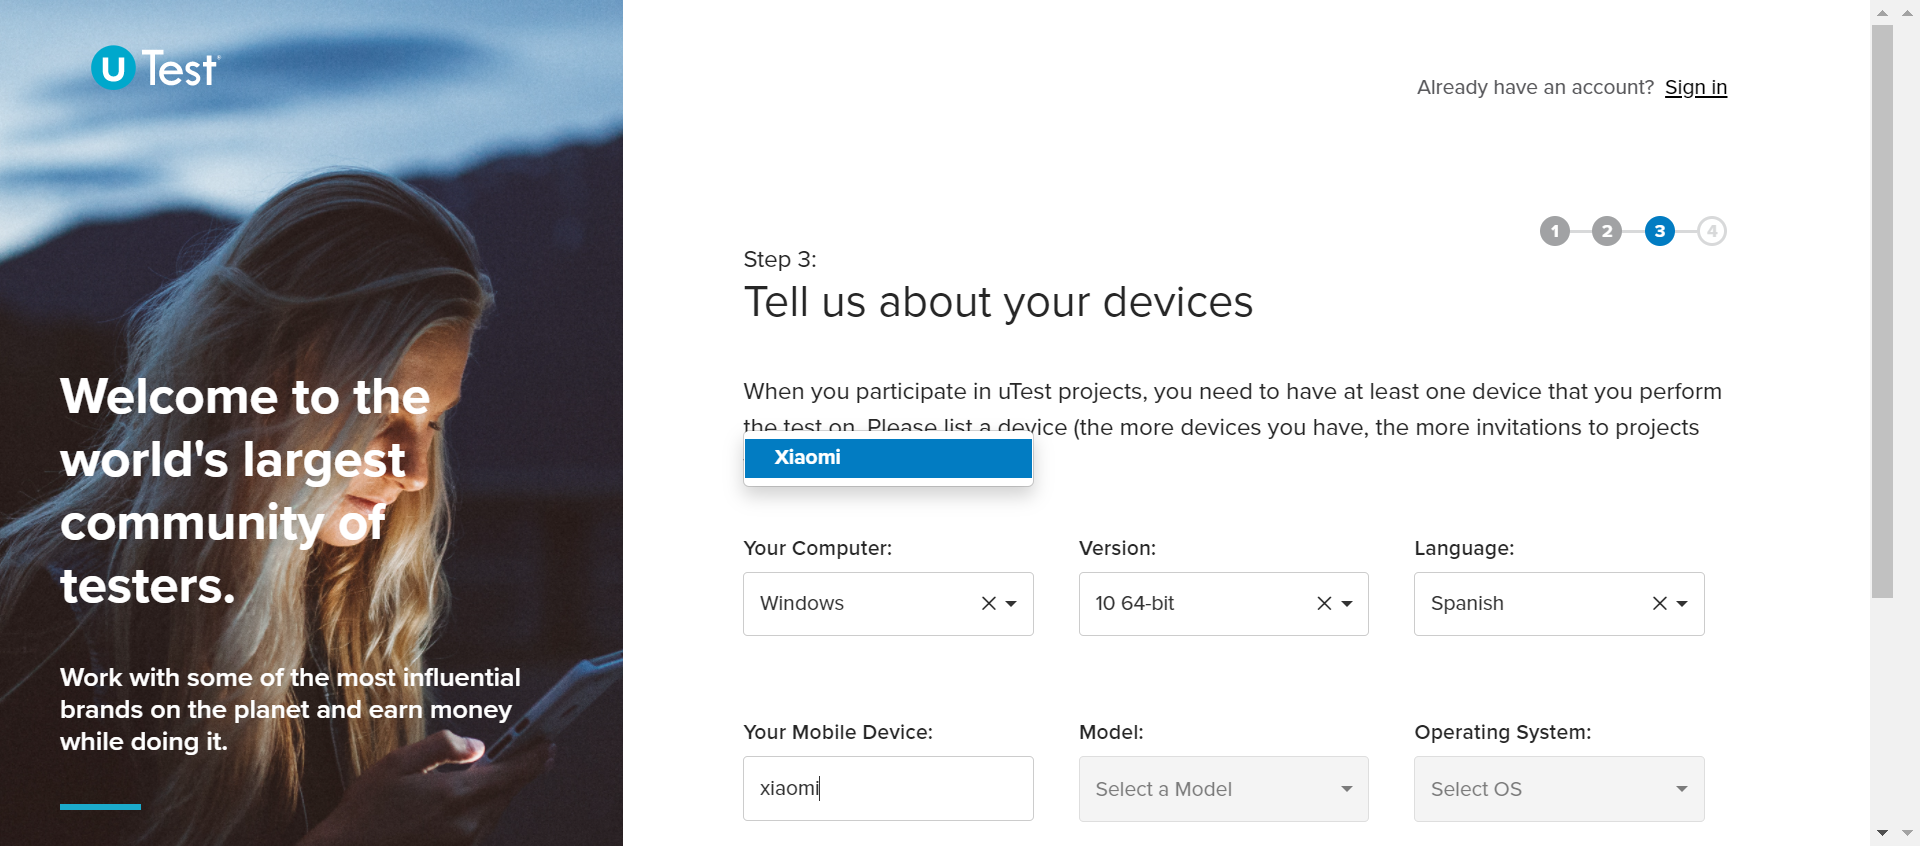 u Test
Welcome to the
world's largest
community of
testers.
Work with some of the most influential
brands on the planet and earn money
while doing it.
Already have an account? Sign in
1 2 3 4
Step 3:
Tell us about your devices
When you participate in uTest projects, you need to have at least one device that you perform
the test on. Please list a device (the more devices you have, the more invitations to projects
Xiaomi
Your Computer: Version: Language:
Windows 10 64-bit Spanish
Your Mobile Device: Model: Operating System:
xiaomi Select a Model Select OS